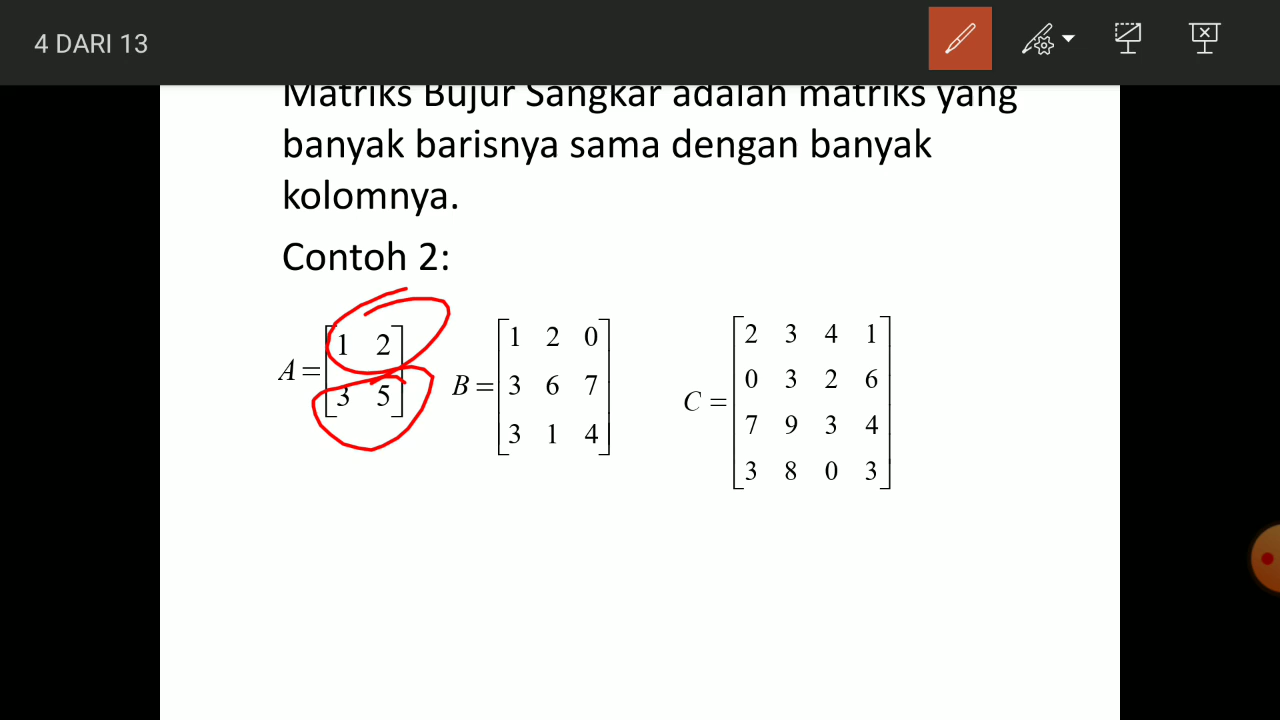 4 DARI 13
Matriks Bujur Sangkar adalah matriks yang
banyak barisnya sama dengan banyak
kolomnya.
Contoh 2:
A = [1 2
3 5]
B = [1 2 0
3 6 7
3 1 4]
C = [2 3 4 1
0 3 2 6
7 9 3 4
3 8 0 3]